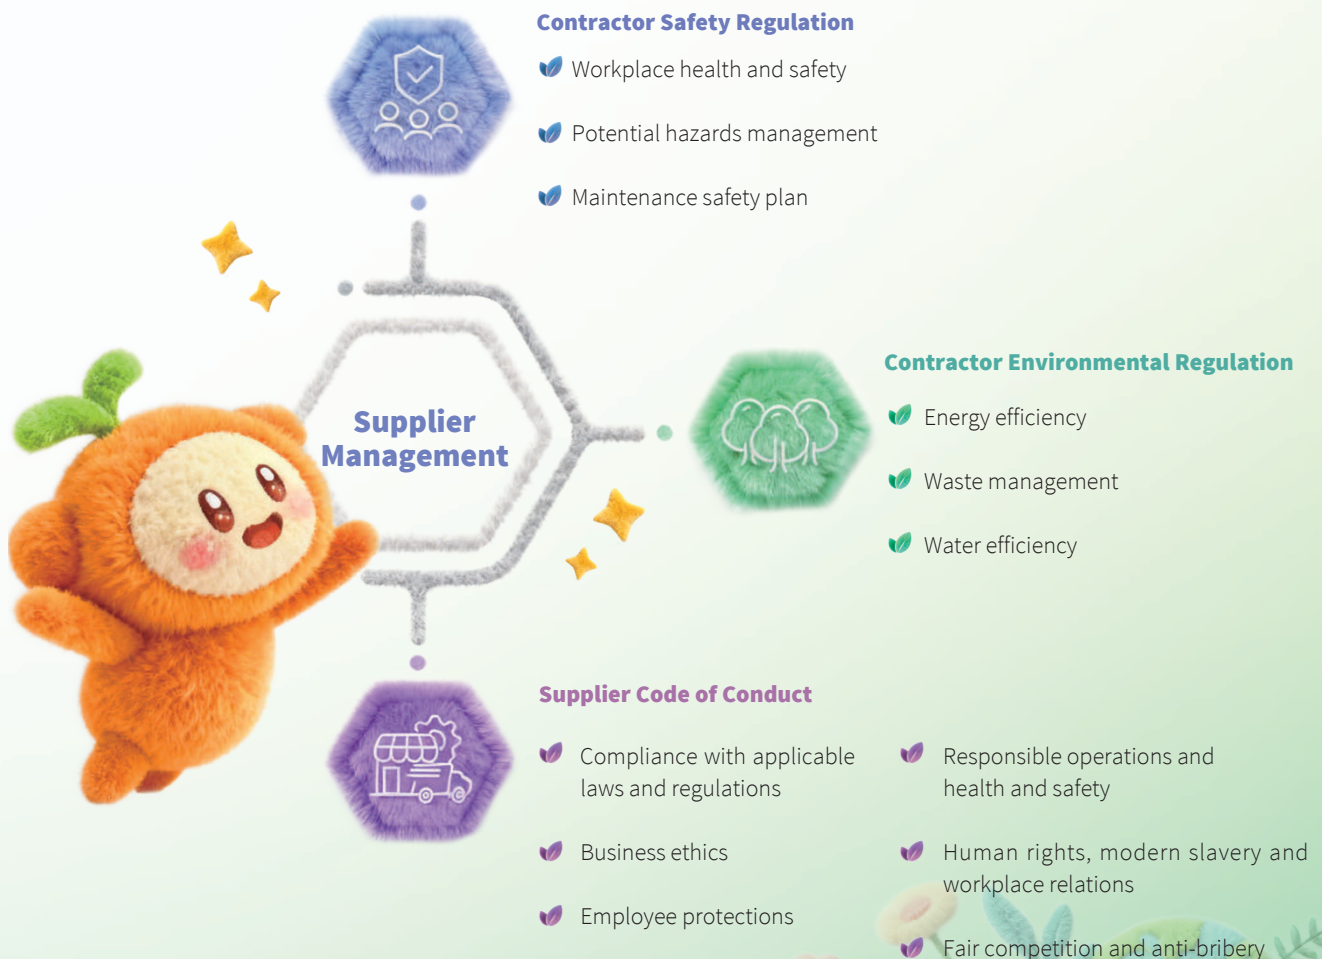 Contractor Safety Regulation
Workplace health and safety
Potential hazards management
Maintenance safety plan
Supplier
Management
Contractor Environmental Regulation
Energy efficiency
Waste management
Water efficiency
Supplier Code of Conduct
Compliance with applicable
laws and regulations
Business ethics
Employee protections
Responsible operations and
health and safety
Human rights, modern slavery and
workplace relations
Fair competition and anti-bribery